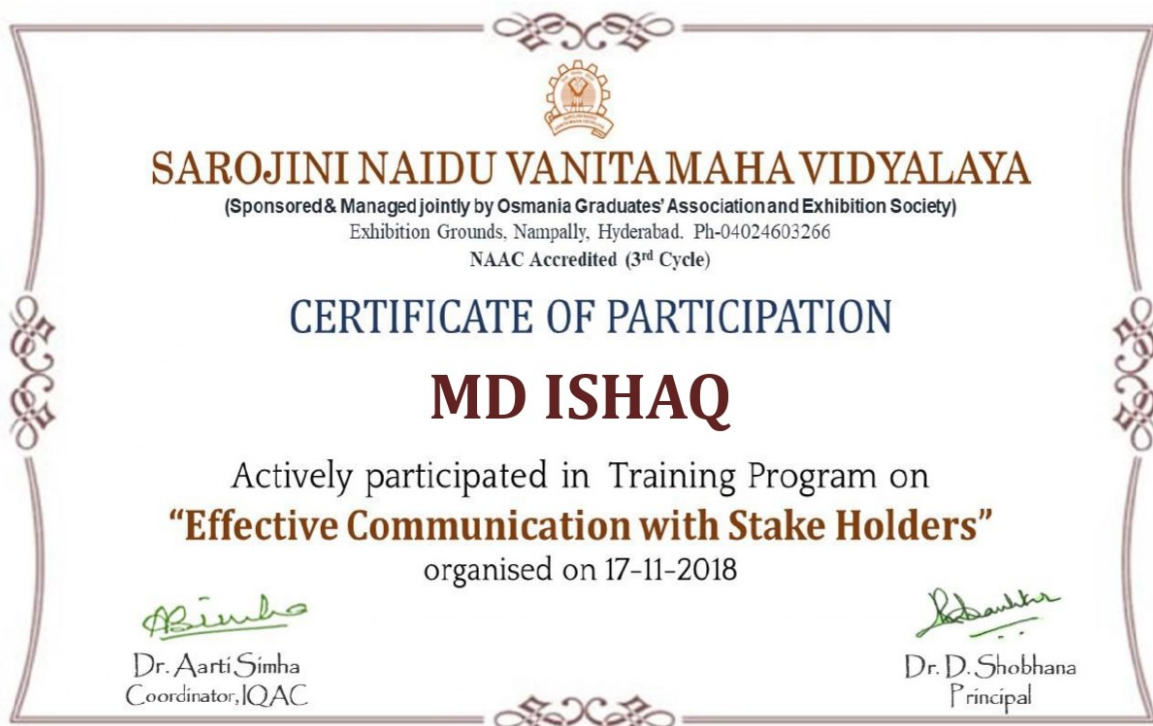 SAROJINI NAIDU VANITA MAHA VIDYALAYA
(Sponsored & Managed jointly by Osmania Graduates' Association and Exhibition Society)
Exhibition Grounds, Nampally, Hyderabad. Ph-04024603266
NAAC Accredited (3rd Cycle)
CERTIFICATE OF PARTICIPATION
MD ISHAQ
Actively participated in Training Program on
“Effective Communication with Stake Holders”
organised on 17-11-2018
Dr. Aarti Simha
Coordinator, IQAC
Dr. D. Shobhana
Principal